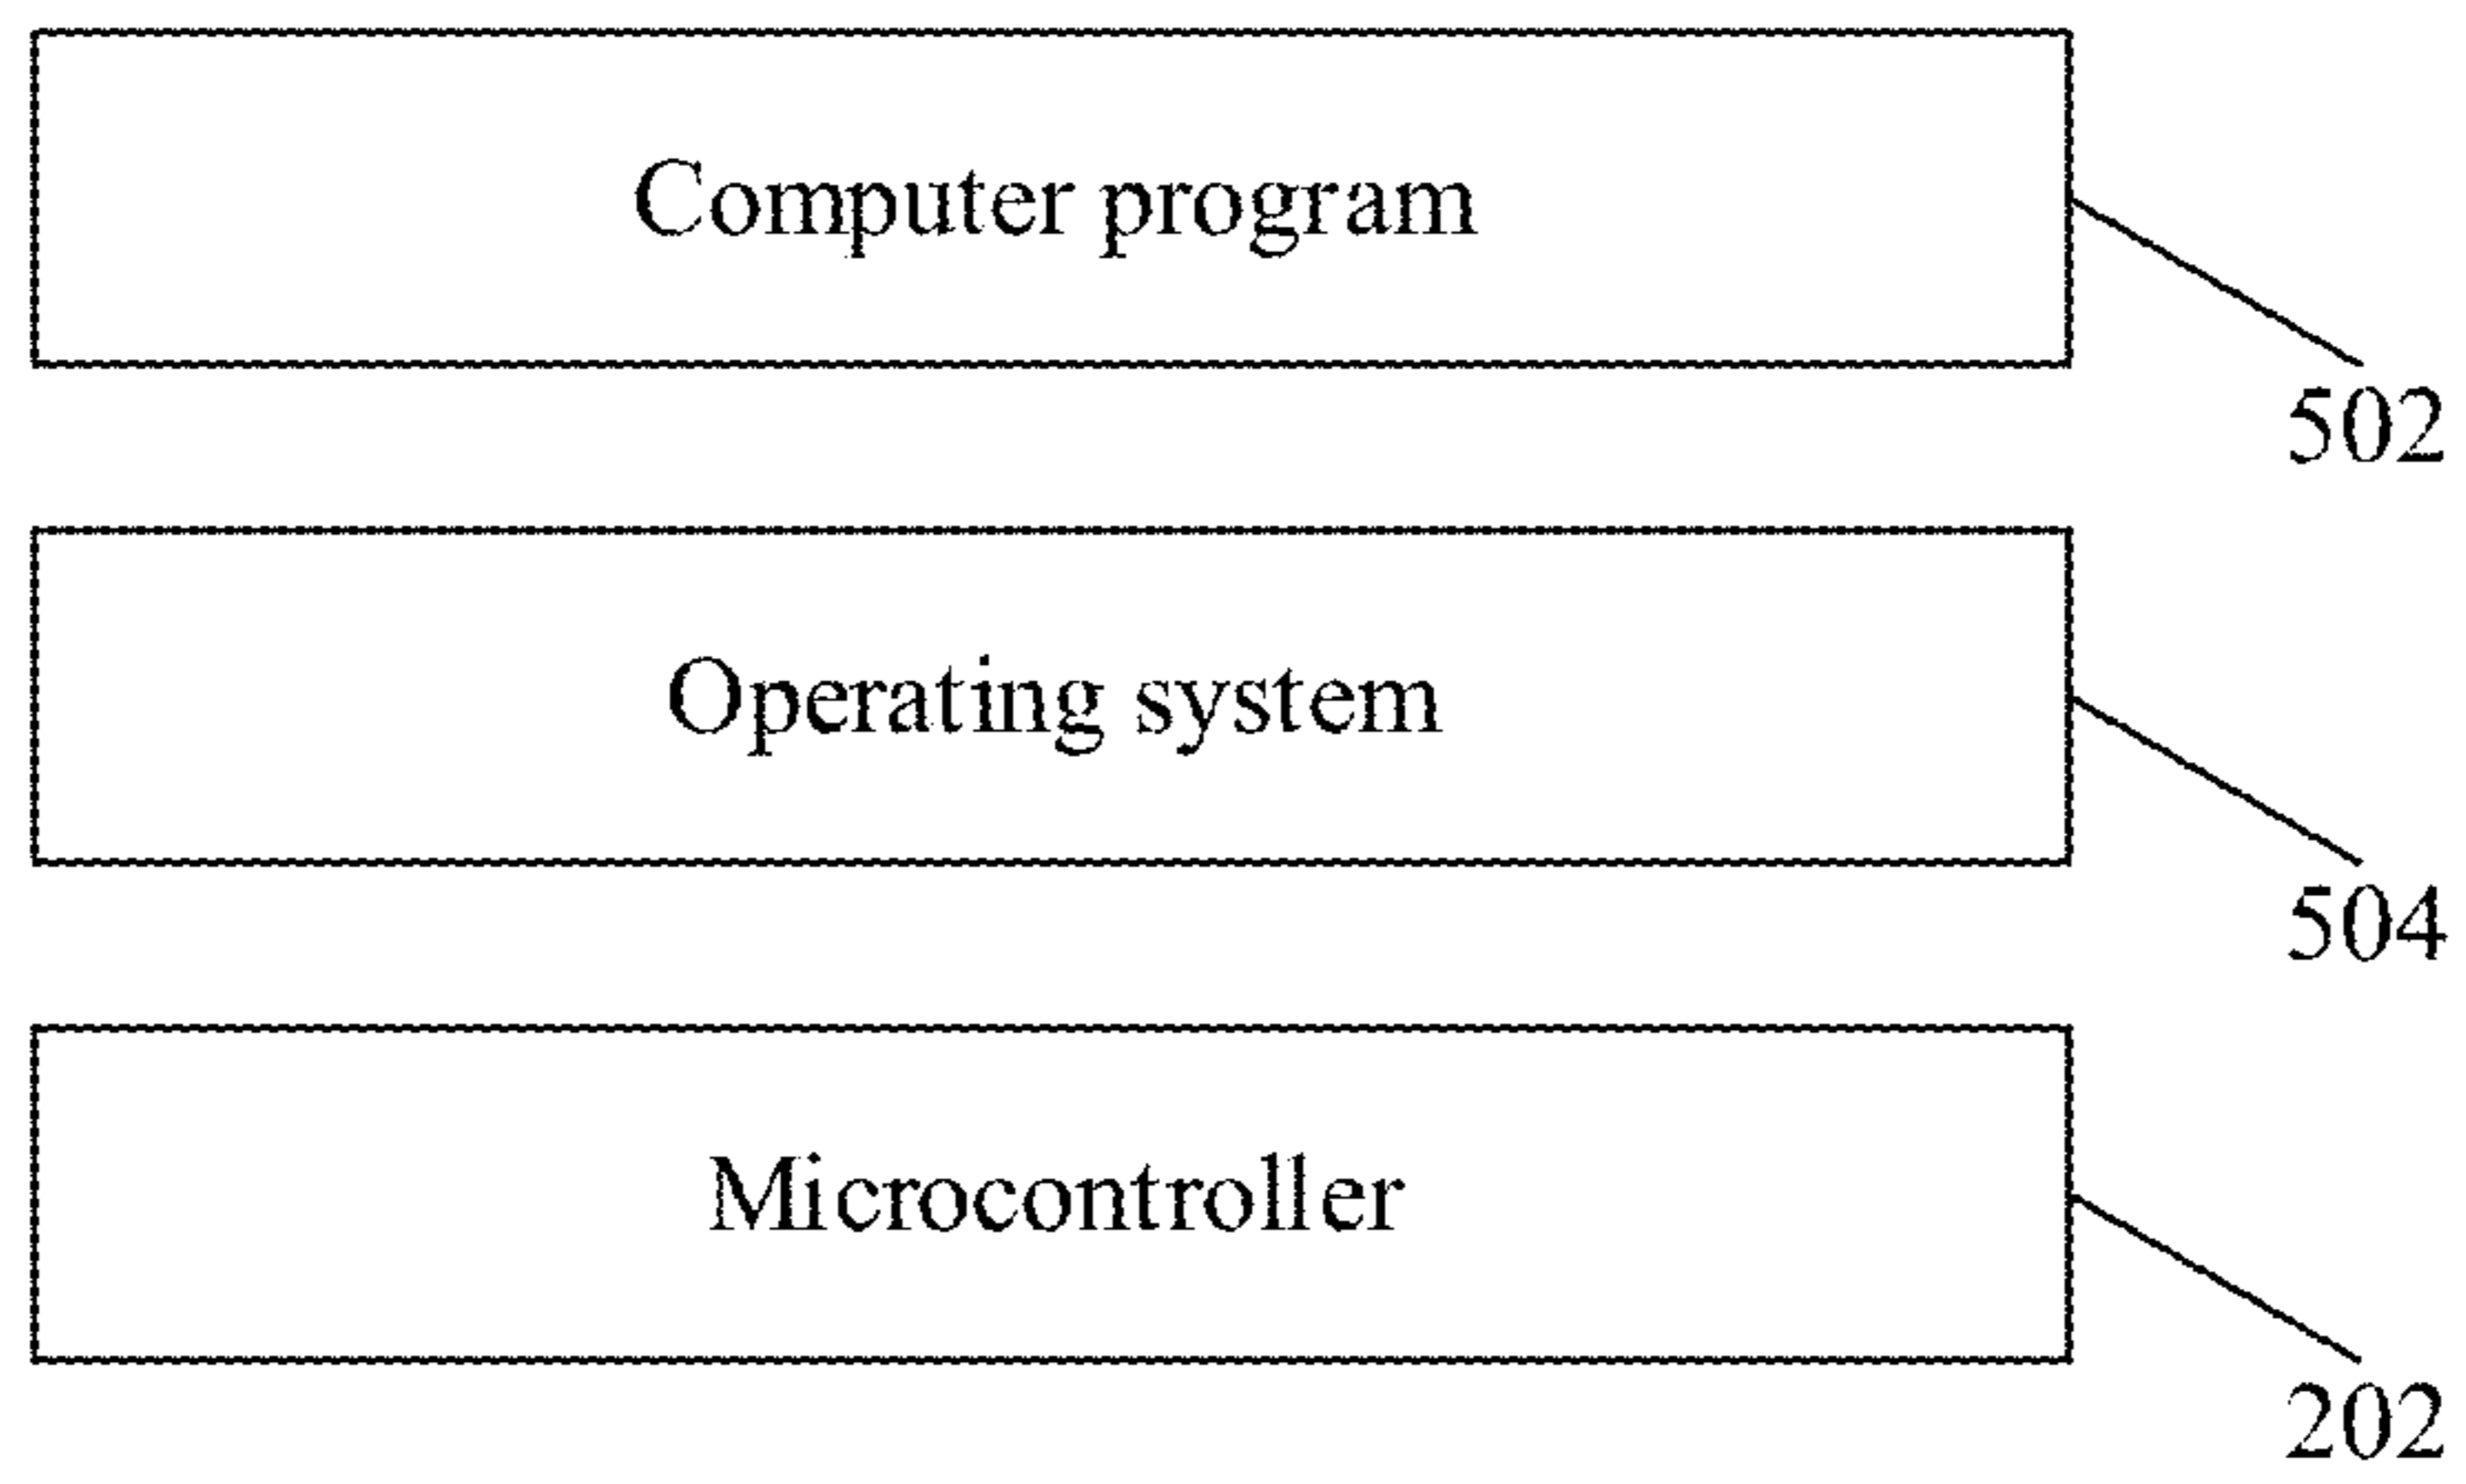 Computer program
502
Operating system
504
Microcontroller
202